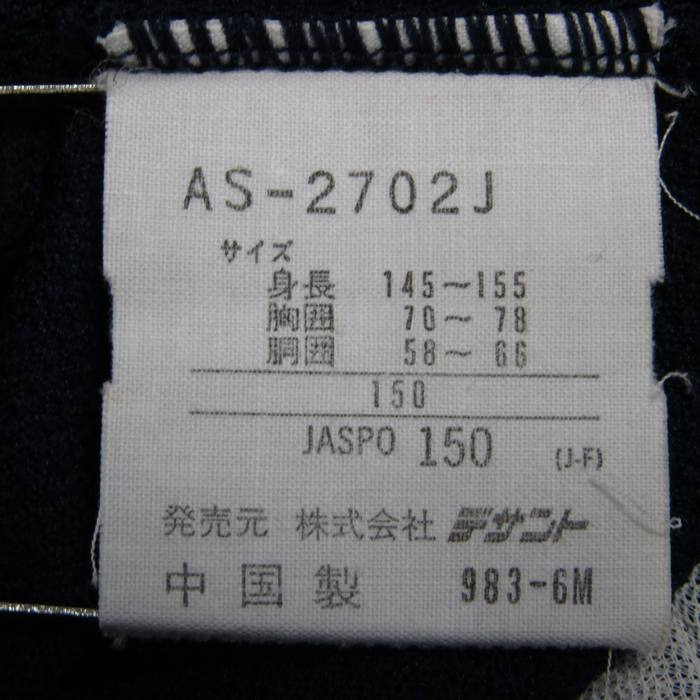 AS-2702J
サイズ
身長 145〜155
胸囲 70〜 78
胴囲 58〜 66
150
JASPO 150 (J-F)
発売元 株式会社 デサント
中国製 983-6M